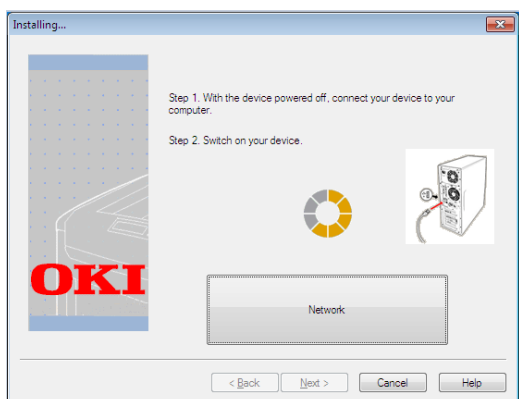 Installing...
Step 1. With the device powered off, connect your device to your
computer.
Step 2. Switch on your device.
OKI
Network
< Back
Next >
Cancel
Help